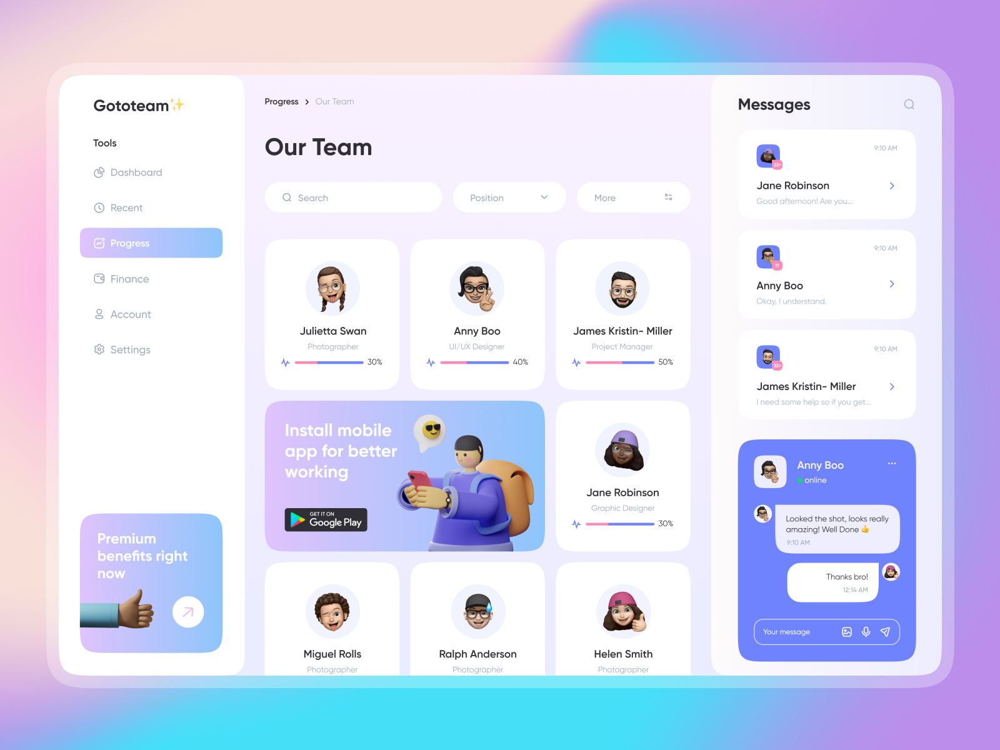 Gototeam✨
Tools
Dashboard
Recent
Progress
Finance
Account
Settings
Premium
benefits right
now
Progress > Our Team
Our Team
Search
Position
More
Julietta Swan
Photographer
30%
Anny Boo
UI/UX Designer
40%
James Kristin- Miller
Project Manager
50%
Install mobile
app for better
working
GET IT ON
Google Play
Jane Robinson
Graphic Designer
30%
Miguel Rolls
Photographer
Ralph Anderson
Photographer
Helen Smith
Photographer
Messages
9:10 AM
22+
Jane Robinson
Good afternoon! Are you...
9:10 AM
17
Anny Boo
Okay, I understand.
9:10 AM
32+
James Kristin- Miller
I need some help so if you get...
Anny Boo
online
Looked the shot, looks really
amazing! Well Done 👍
9:10 AM
Thanks bro!
12:14 AM
Your message